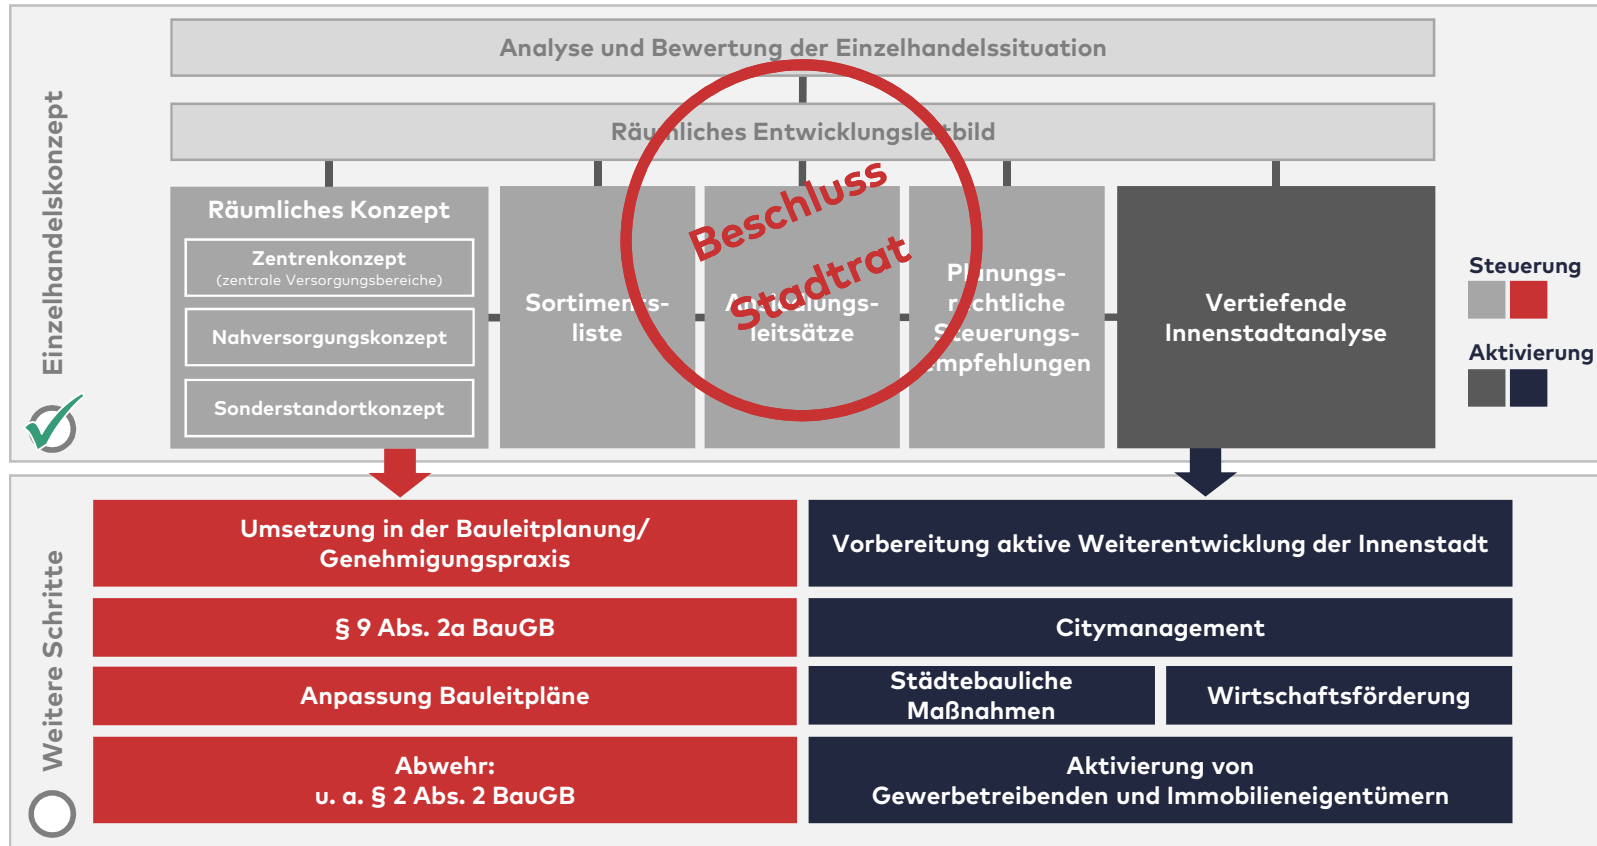 Einzelhandelskonzept
Analyse und Bewertung der Einzelhandelssituation
Räumliches Entwicklungsleitbild
Räumliches Konzept
Zentrenkonzept
(zentrale Versorgungsbereiche)
Nahversorgungskonzept
Sonderstandortkonzept
Sortiments-
liste
Ansiedlungs-
leitsätze
Planungs-
rechtliche
Steuerungs-
empfehlungen
Vertiefende
Innenstadtanalyse
Beschluss
Stadtrat
Steuerung
Aktivierung
Weitere Schritte
Umsetzung in der Bauleitplanung/
Genehmigungspraxis
§ 9 Abs. 2a BauGB
Anpassung Bauleitpläne
Abwehr:
u. a. § 2 Abs. 2 BauGB
Vorbereitung aktive Weiterentwicklung der Innenstadt
Citymanagement
Städtebauliche
Maßnahmen
Wirtschaftsförderung
Aktivierung von
Gewerbetreibenden und Immobilieneigentümern